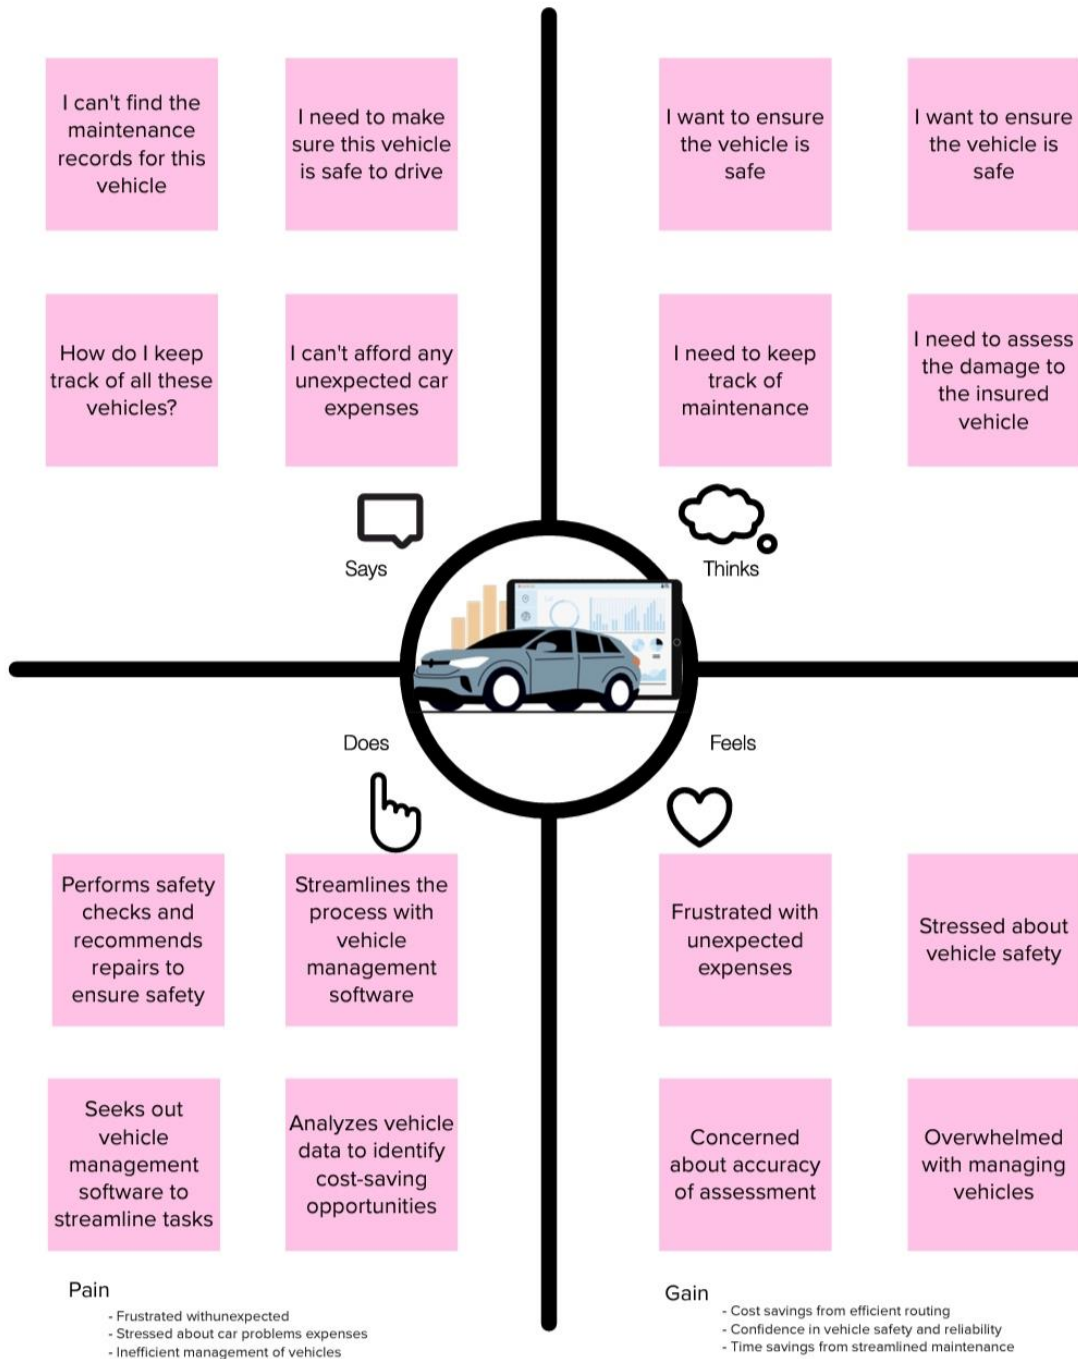 I can't find the
maintenance
records for this
vehicle
I need to make
sure this vehicle
is safe to drive
I want to ensure
the vehicle is
safe
I want to ensure
the vehicle is
safe
How do I keep
track of all these
vehicles?
I can't afford any
unexpected car
expenses
I need to keep
track of
maintenance
I need to assess
the damage to
the insured
vehicle
Says
Thinks
Does
Feels
Performs safety
checks and
recommends
repairs to
ensure safety
Streamlines the
process with
vehicle
management
software
Frustrated with
unexpected
expenses
Stressed about
vehicle safety
Seeks out
vehicle
management
software to
streamline tasks
Analyzes vehicle
data to identify
cost-saving
opportunities
Concerned
about accuracy
of assessment
Overwhelmed
with managing
vehicles
Pain
- Frustrated withunexpected
- Stressed about car problems expenses
- Inefficient management of vehicles
Gain
- Cost savings from efficient routing
- Confidence in vehicle safety and reliability
- Time savings from streamlined maintenance